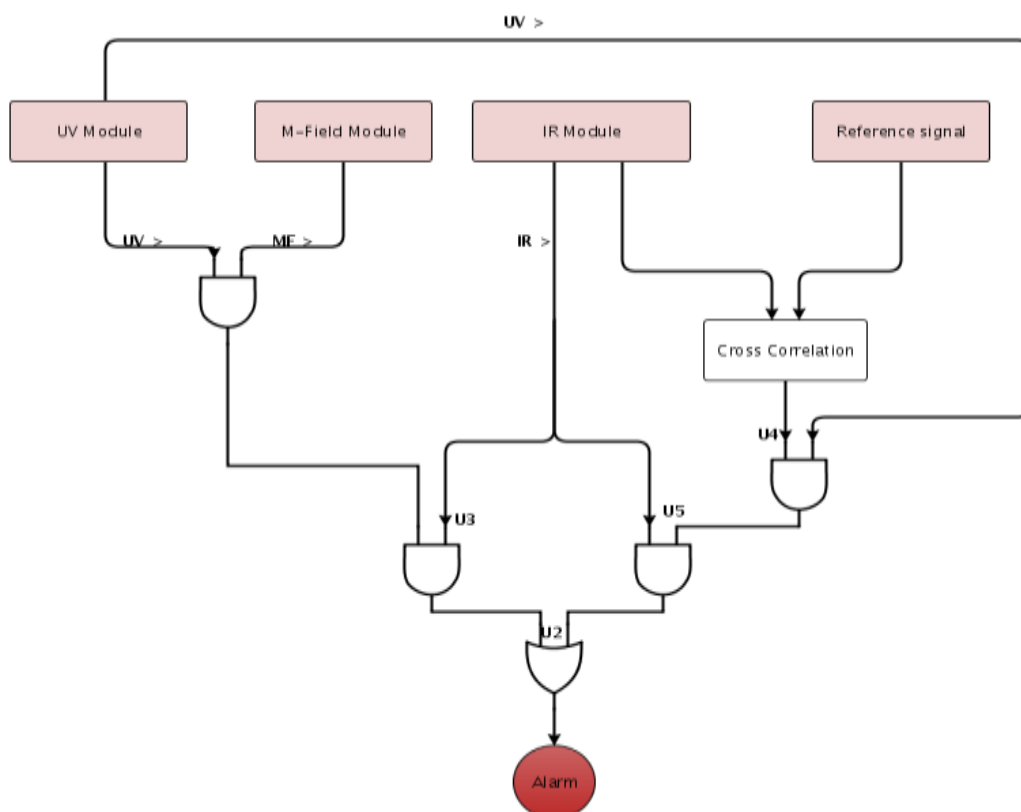 UV >
UV Module
M-Field Module
IR Module
Reference signal
UV >
MF >
IR >
Cross Correlation
U4
U3
U5
U2
Alarm